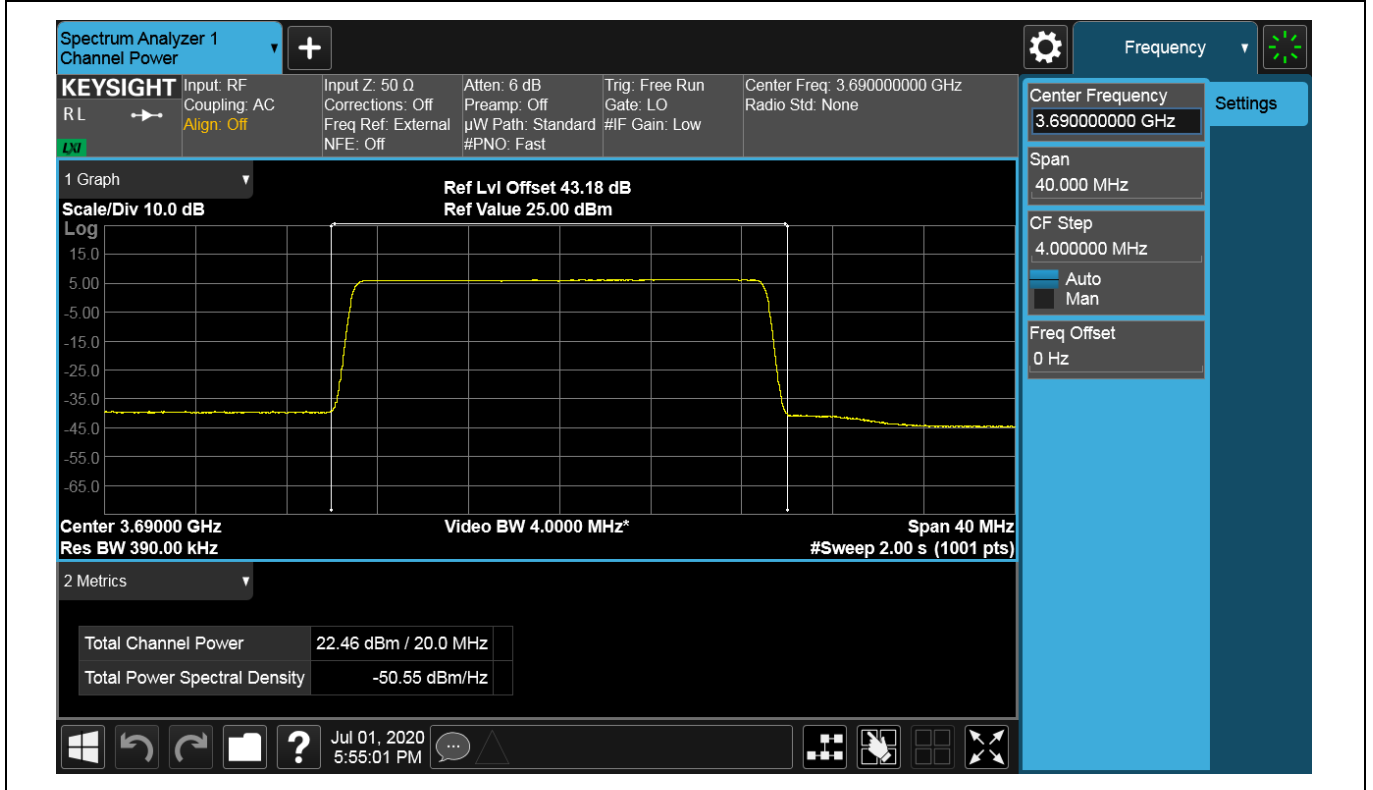 Spectrum Analyzer 1
Channel Power
Frequency
KEYSIGHT
R L
LXI
Input: RF
Coupling: AC
Align: Off
Input Z: 50 Ω
Corrections: Off
Freq Ref: External
NFE: Off
Atten: 6 dB
Preamp: Off
µW Path: Standard
#PNO: Fast
Trig: Free Run
Gate: LO
#IF Gain: Low
Center Freq: 3.690000000 GHz
Radio Std: None
Center Frequency
3.690000000 GHz
Settings
Span
40.000 MHz
CF Step
4.000000 MHz
Auto
Man
Freq Offset
0 Hz
1 Graph
Scale/Div 10.0 dB
Ref Lvl Offset 43.18 dB
Ref Value 25.00 dBm
Log
15.0
5.00
-5.00
-15.0
-25.0
-35.0
-45.0
-55.0
-65.0
Center 3.69000 GHz
Video BW 4.0000 MHz*
Span 40 MHz
Res BW 390.00 kHz
#Sweep 2.00 s (1001 pts)
2 Metrics
Total Channel Power 22.46 dBm / 20.0 MHz
Total Power Spectral Density -50.55 dBm/Hz
?
Jul 01, 2020
5:55:01 PM